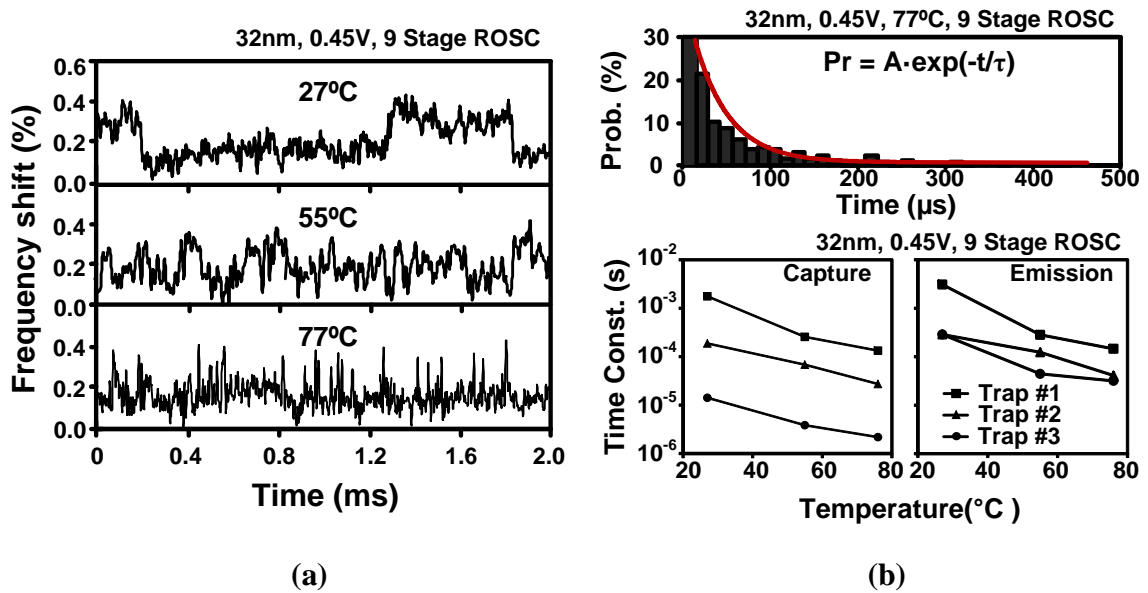 32nm, 0.45V, 9 Stage ROSC
Frequency shift (%)
0.6
0.4
0.2
0.0
27ºC
0.4
0.2
0.0
55ºC
0.4
0.2
0.0
77ºC
0 0.4 0.8 1.2 1.6 2.0
Time (ms)
(a)
32nm, 0.45V, 77ºC, 9 Stage ROSC
Prob. (%)
30
20
10
0
Pr = A·exp(-t/τ)
0 100 200 300 400 500
Time (µs)
32nm, 0.45V, 9 Stage ROSC
Time Const. (s)
10-2
10-3
10-4
10-5
10-6
Capture
Emission
Trap #1
Trap #2
Trap #3
20 40 60 80
20 40 60 80
Temperature(°C )
(b)